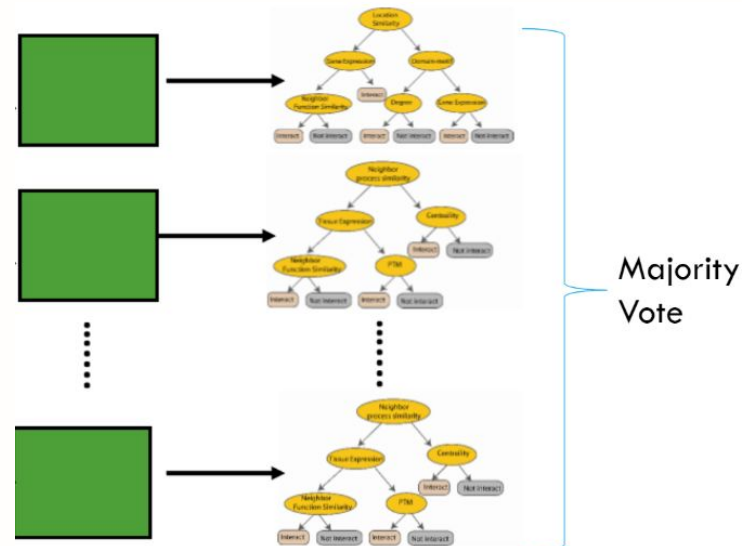 Location
Similarity
Gene Expression
Domain-motif
Interact
Neighbor
Function Similarity
Degree
Gene Expression
Interact
Not Interact
Interact
Not Interact
Interact
Not Interact
Neighbor
process similarity
Tissue Expression
Centrality
Interact
Not Interact
Neighbor
Function Similarity
PTM
Interact
Not Interact
Interact
Not Interact
Majority
Vote
Neighbor
process similarity
Tissue Expression
Centrality
Interact
Not Interact
Neighbor
Function Similarity
PTM
Interact
Not Interact
Interact
Not Interact